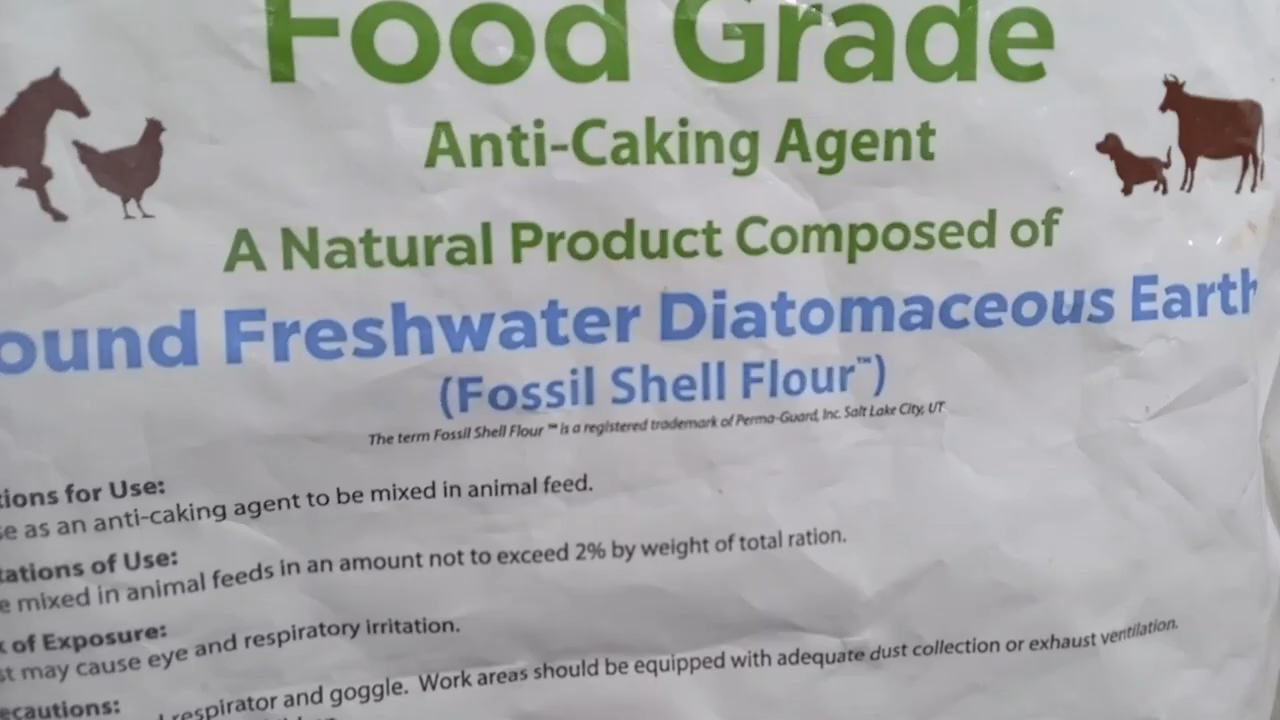 Food Grade
Anti-Caking Agent
A Natural Product Composed of
ound Freshwater Diatomaceous Earth
(Fossil Shell Flour™)
The term Fossil Shell Flour ™ is a registered trademark of Perma-Guard, Inc. Salt Lake City, UT
tions for Use:
se as an anti-caking agent to be mixed in animal feed.
tations of Use:
e mixed in animal feeds in an amount not to exceed 2% by weight of total ration.
k of Exposure:
st may cause eye and respiratory irritation.
ecautions:
respirator and goggle. Work areas should be equipped with adequate dust collection or exhaust ventilation.